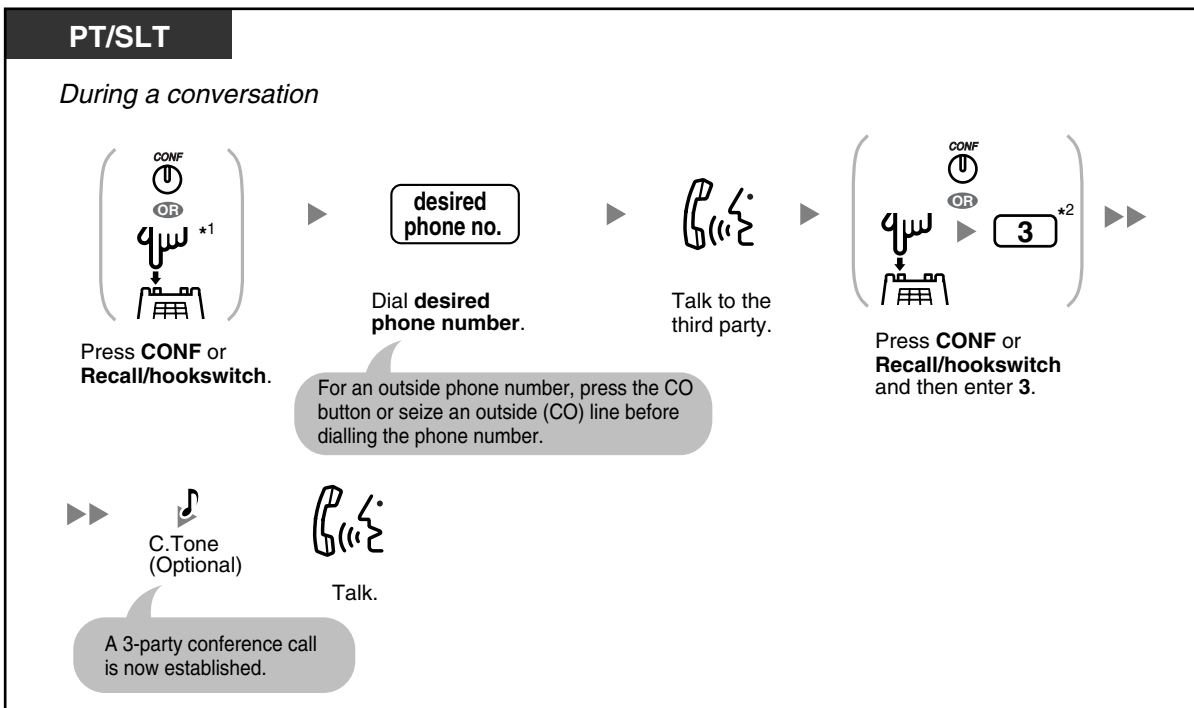 PT/SLT
During a conversation
CONF
OR
*1
Press CONF or
Recall/hookswitch.
desired
phone no.
Dial desired
phone number.
For an outside phone number, press the CO
button or seize an outside (CO) line before
dialling the phone number.
Talk to the
third party.
CONF
OR
3
*2
Press CONF or
Recall/hookswitch
and then enter 3.
C.Tone
(Optional)
A 3-party conference call
is now established.
Talk.